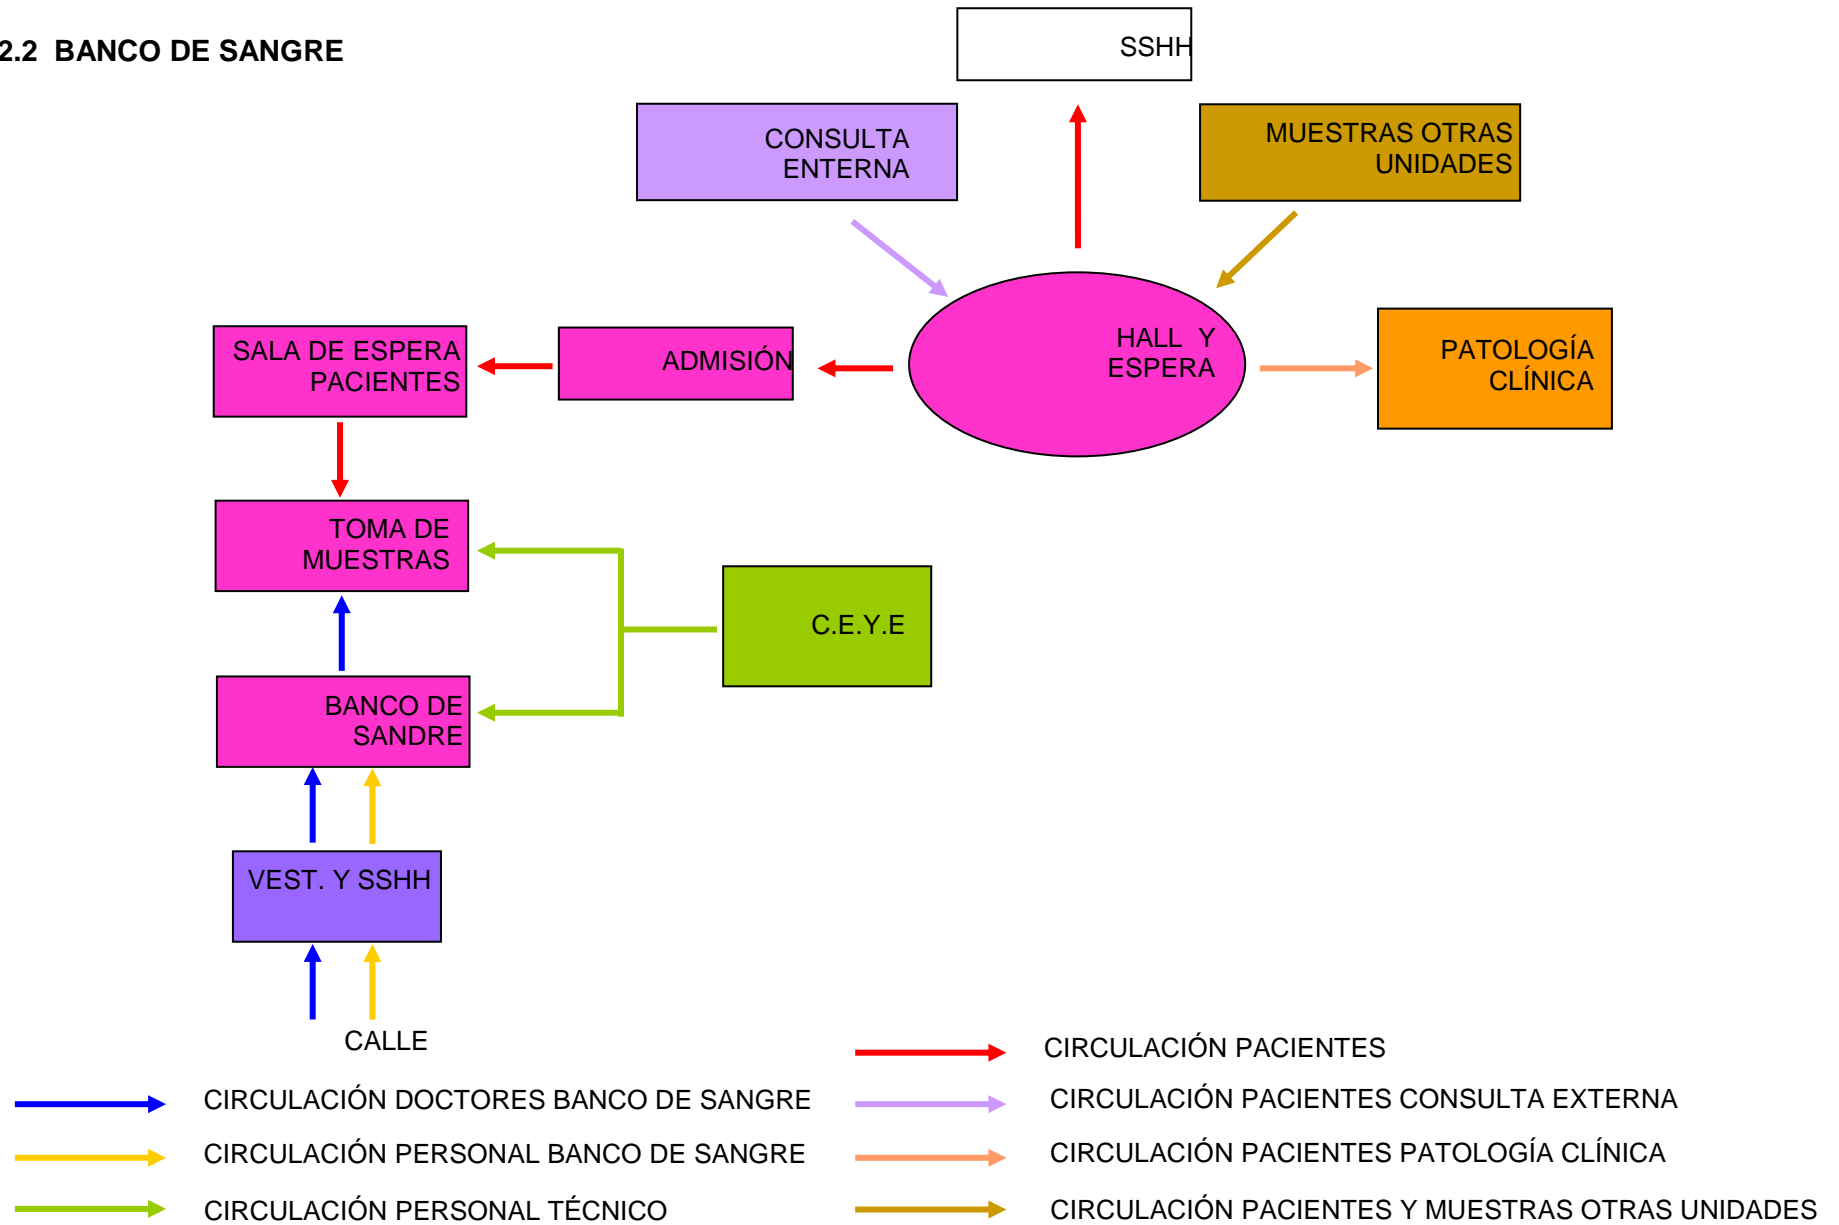 2.2 BANCO DE SANGRE
SSHH
CONSULTA
ENTERNA
MUESTRAS OTRAS
UNIDADES
SALA DE ESPERA
PACIENTES
ADMISIÓN
HALL Y
ESPERA
PATOLOGÍA
CLÍNICA
TOMA DE
MUESTRAS
C.E.Y.E
BANCO DE
SANDRE
VEST. Y SSHH
CALLE
CIRCULACIÓN DOCTORES BANCO DE SANGRE
CIRCULACIÓN PERSONAL BANCO DE SANGRE
CIRCULACIÓN PERSONAL TÉCNICO
CIRCULACIÓN PACIENTES
CIRCULACIÓN PACIENTES CONSULTA EXTERNA
CIRCULACIÓN PACIENTES PATOLOGÍA CLÍNICA
CIRCULACIÓN PACIENTES Y MUESTRAS OTRAS UNIDADES